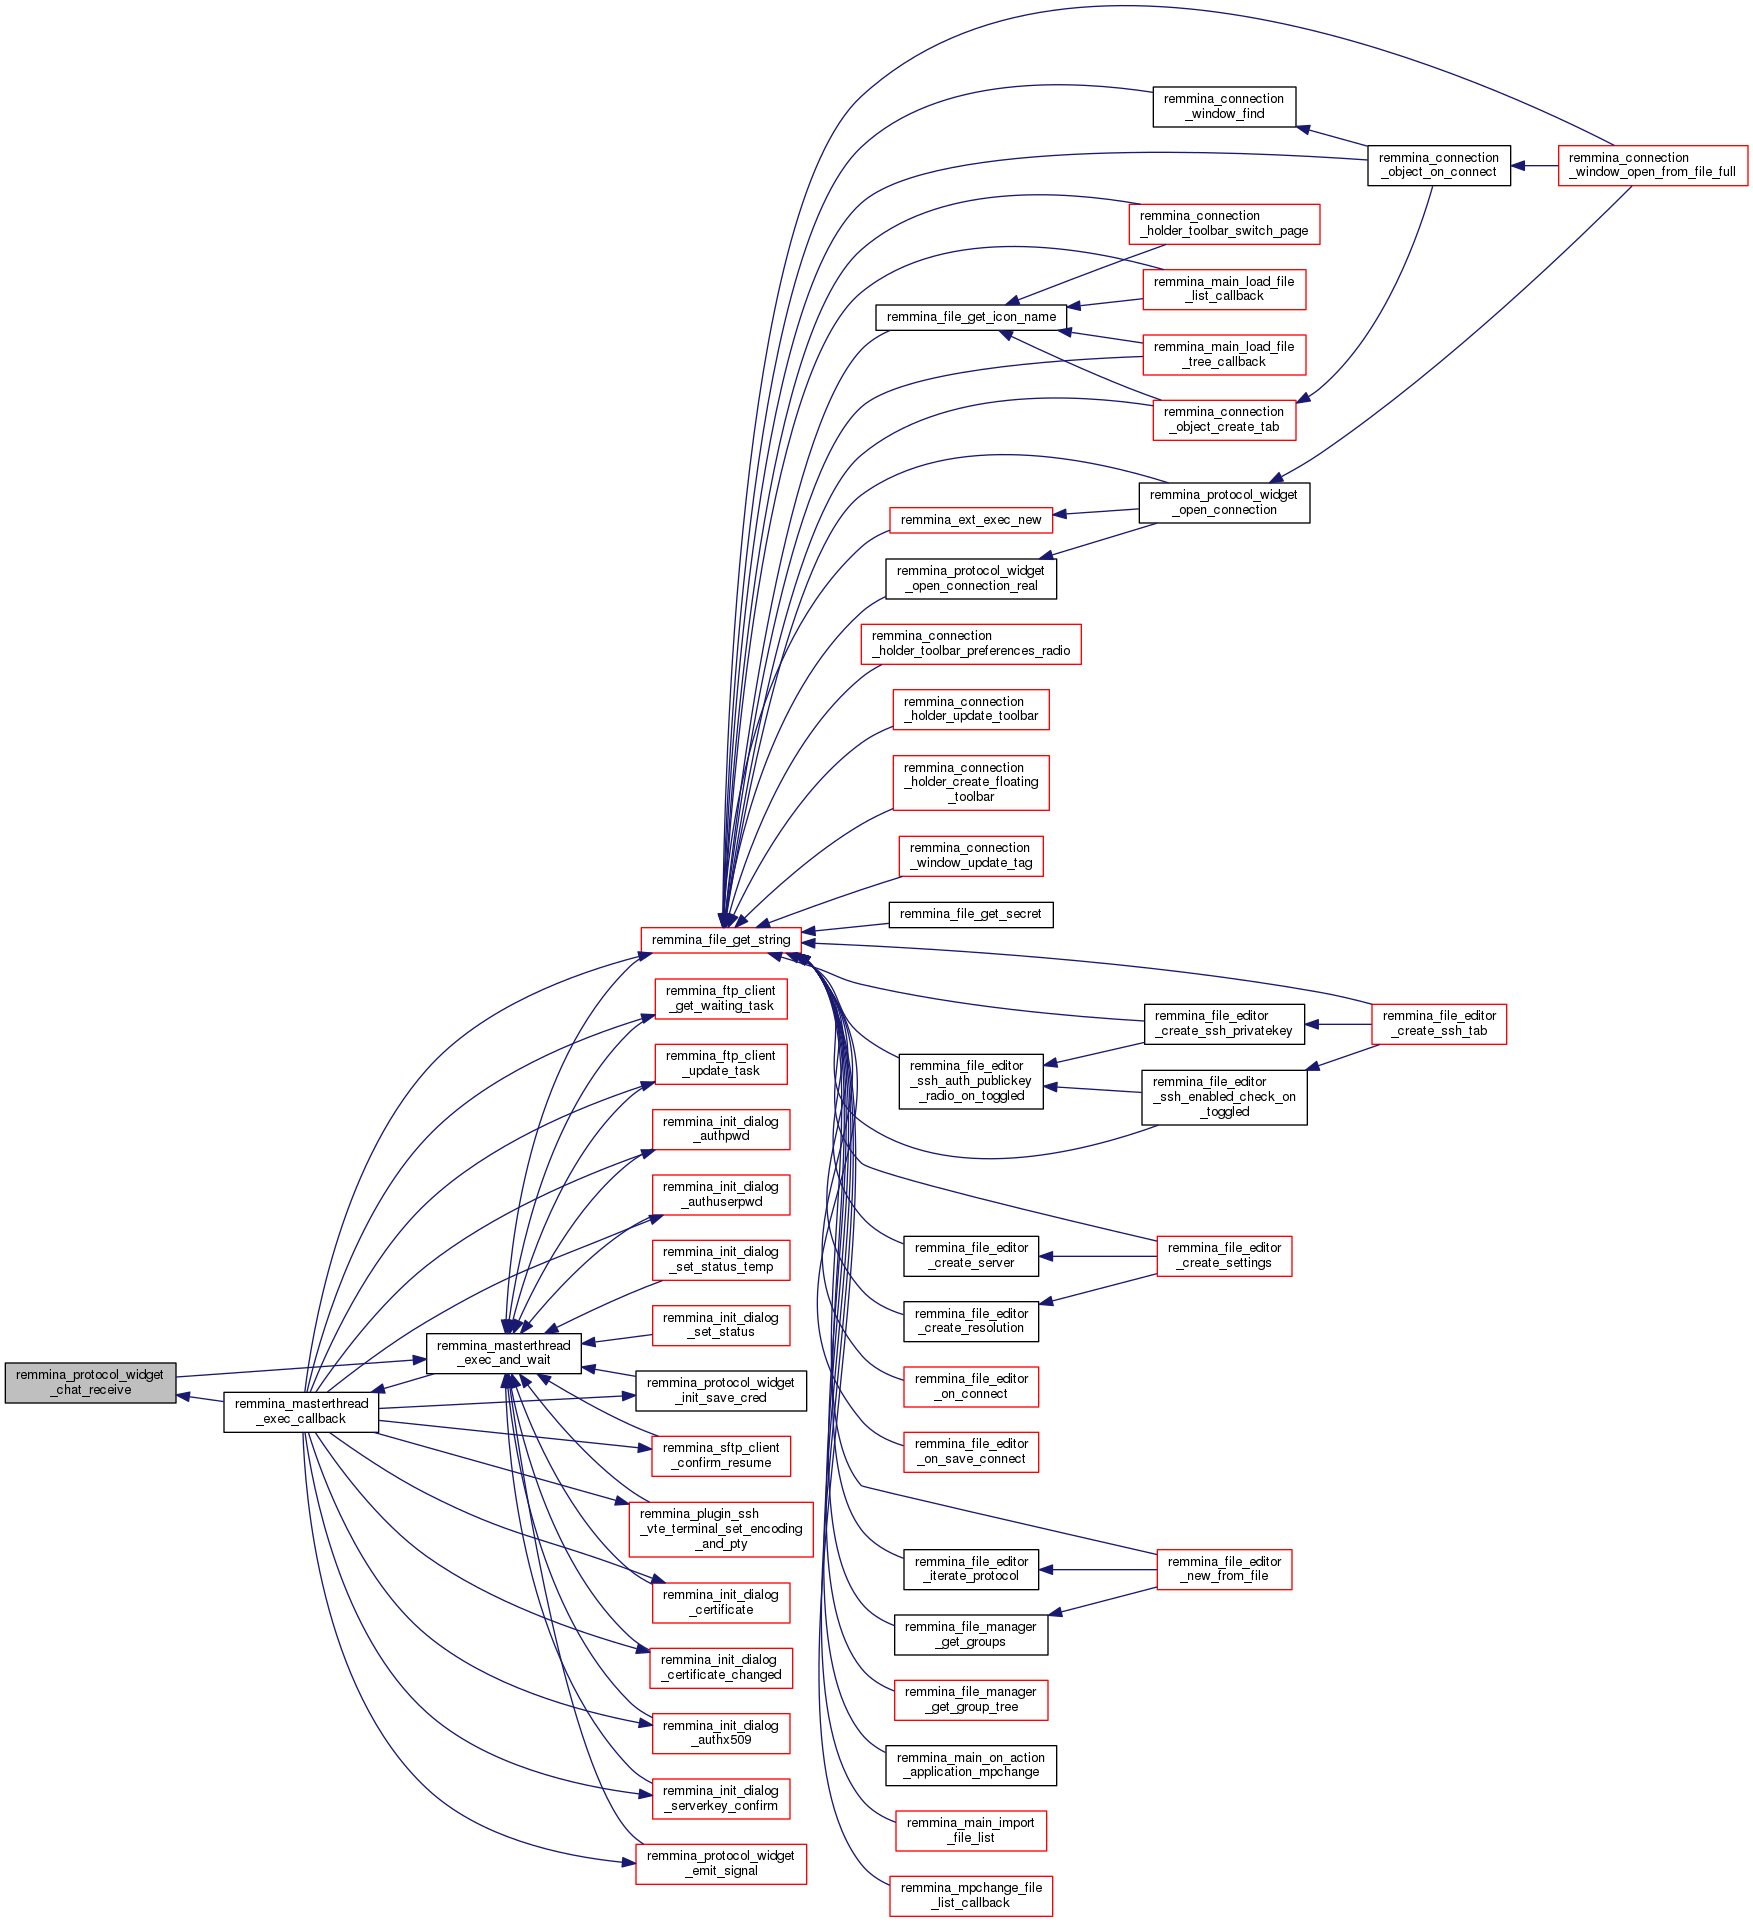 remmina_connection
_window_find
remmina_connection
_object_on_connect
remmina_connection
_window_open_from_file_full
remmina_connection
_holder_toolbar_switch_page
remmina_main_load_file
_list_callback
remmina_file_get_icon_name
remmina_main_load_file
_tree_callback
remmina_connection
_object_create_tab
remmina_protocol_widget
_open_connection
remmina_ext_exec_new
remmina_protocol_widget
_open_connection_real
remmina_connection
_holder_toolbar_preferences_radio
remmina_connection
_holder_update_toolbar
remmina_connection
_holder_create_floating
_toolbar
remmina_connection
_window_update_tag
remmina_file_get_secret
remmina_file_get_string
remmina_ftp_client
_get_waiting_task
remmina_file_editor
_create_ssh_privatekey
remmina_file_editor
_create_ssh_tab
remmina_ftp_client
_update_task
remmina_file_editor
_ssh_auth_publickey
_radio_on_toggled
remmina_file_editor
_ssh_enabled_check_on
_toggled
remmina_init_dialog
_authpwd
remmina_init_dialog
_authuserpwd
remmina_init_dialog
_set_status_temp
remmina_file_editor
_create_server
remmina_file_editor
_create_settings
remmina_init_dialog
_set_status
remmina_file_editor
_create_resolution
remmina_masterthread
_exec_and_wait
remmina_protocol_widget
_chat_receive
remmina_masterthread
_exec_callback
remmina_protocol_widget
_init_save_cred
remmina_file_editor
_on_connect
remmina_sftp_client
_confirm_resume
remmina_file_editor
_on_save_connect
remmina_plugin_ssh
_vte_terminal_set_encoding
_and_pty
remmina_file_editor
_iterate_protocol
remmina_file_editor
_new_from_file
remmina_init_dialog
_certificate
remmina_file_manager
_get_groups
remmina_init_dialog
_certificate_changed
remmina_file_manager
_get_group_tree
remmina_init_dialog
_authx509
remmina_main_on_action
_application_mpchange
remmina_init_dialog
_serverkey_confirm
remmina_main_import
_file_list
remmina_protocol_widget
_emit_signal
remmina_mpchange_file
_list_callback